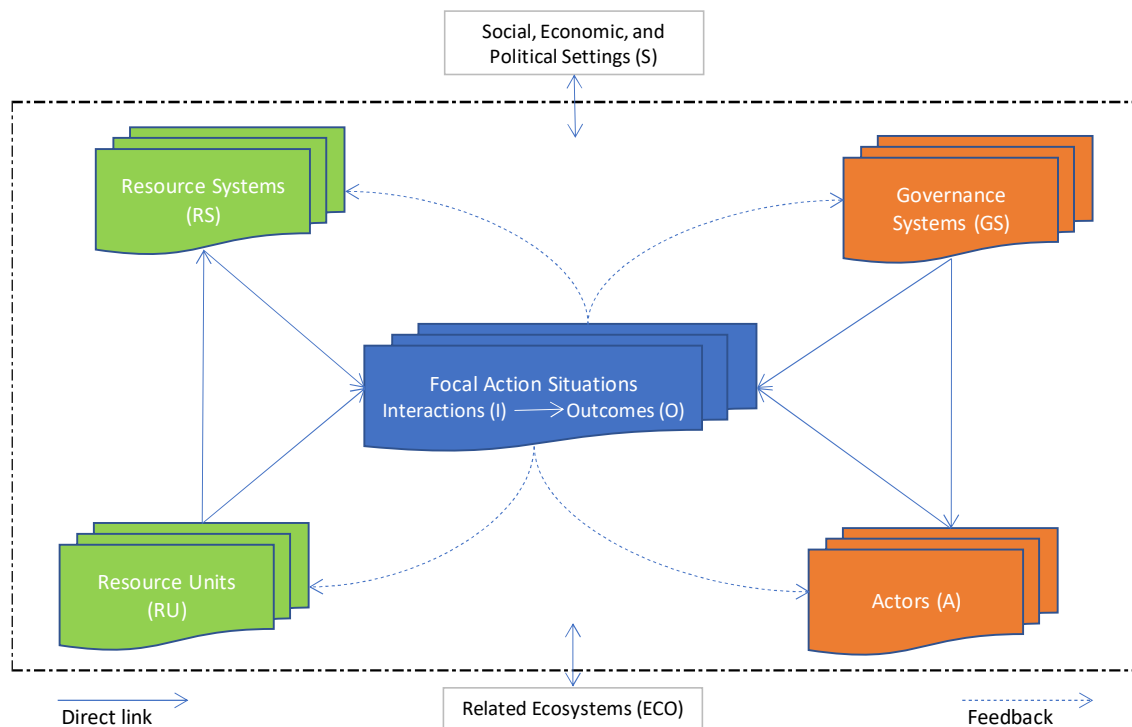 Social, Economic, and
Political Settings (S)
Resource Systems
(RS)
Governance
Systems (GS)
Focal Action Situations
Interactions (I) Outcomes (O)
Resource Units
(RU)
Actors (A)
Direct link
Related Ecosystems (ECO)
Feedback